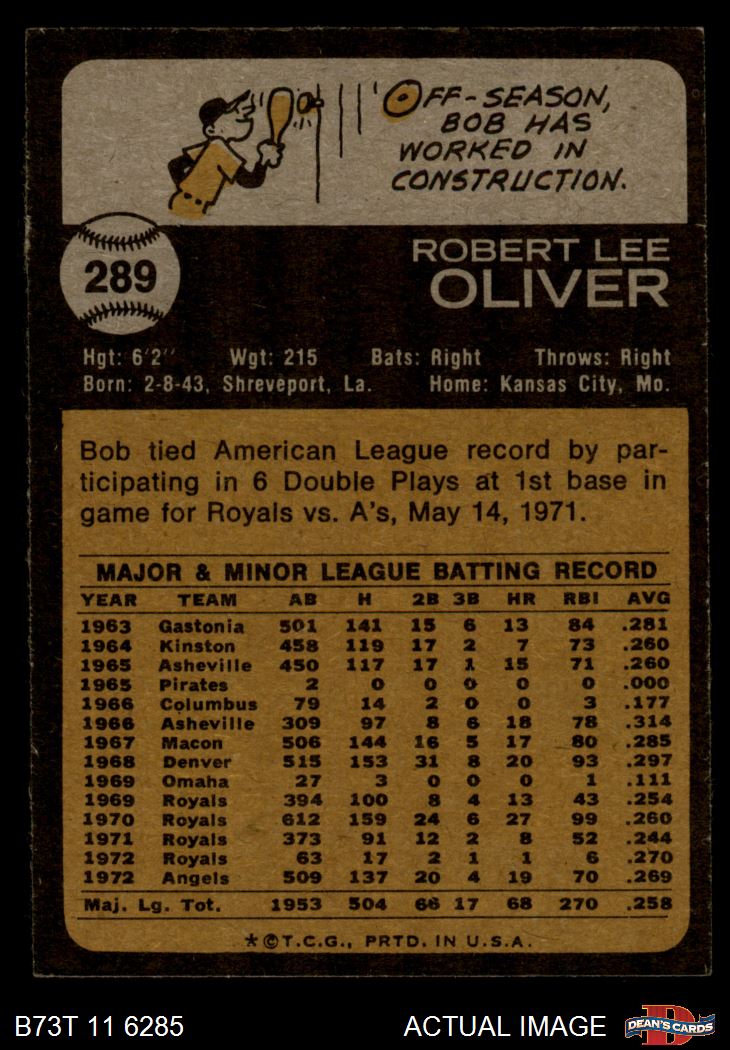 OFF-SEASON,
BOB HAS
WORKED IN
CONSTRUCTION.
289
ROBERT LEE
OLIVER
Hgt: 6'2" Wgt: 215 Bats: Right Throws: Right
Born: 2-8-43, Shreveport, La. Home: Kansas City, Mo.
Bob tied American League record by par-
ticipating in 6 Double Plays at 1st base in
game for Royals vs. A's, May 14, 1971.
MAJOR & MINOR LEAGUE BATTING RECORD
YEAR TEAM AB H 2B 3B HR RBI AVG
1963 Gastonia 501 141 15 6 13 84 .281
1964 Kinston 458 119 17 2 7 73 .260
1965 Asheville 450 117 17 1 15 71 .260
1965 Pirates 2 0 0 0 0 0 .000
1966 Columbus 79 14 2 0 0 3 .177
1966 Asheville 309 97 8 6 18 78 .314
1967 Macon 506 144 16 5 17 80 .285
1968 Denver 515 153 31 8 20 93 .297
1969 Omaha 27 3 0 0 0 1 .111
1969 Royals 394 100 8 4 13 43 .254
1970 Royals 612 159 24 6 27 99 .260
1971 Royals 373 91 12 2 8 52 .244
1972 Royals 63 17 2 1 1 6 .270
1972 Angels 509 137 20 4 19 70 .269
Maj. Lg. Tot. 1953 504 66 17 68 270 .258
*©T.C.G., PRTD. IN U.S.A.
B73T 11 6285 ACTUAL IMAGE D DEAN'S CARDS